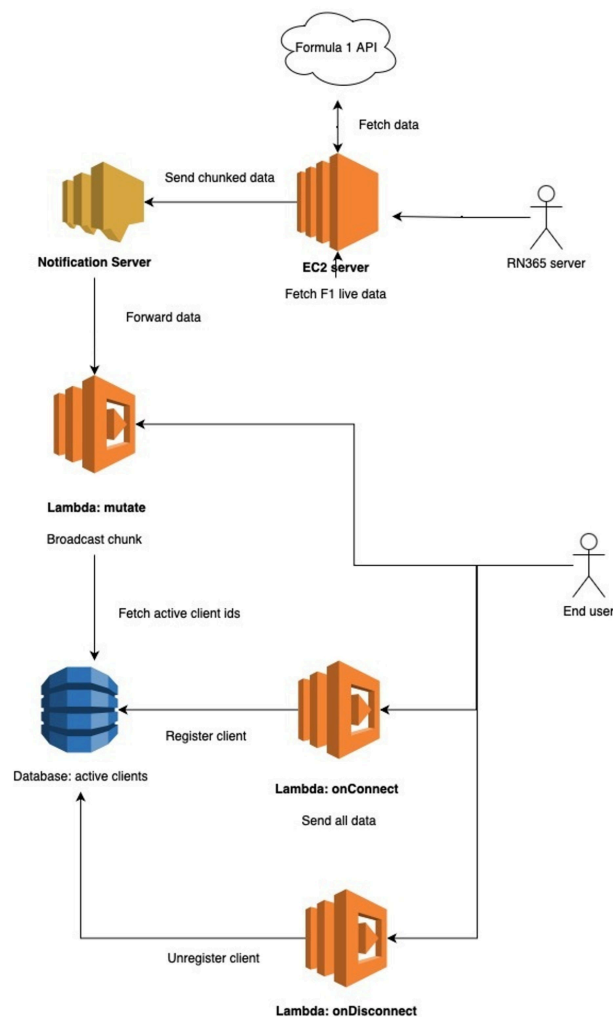 Formula 1 API
Fetch data
Send chunked data
Notification Server
EC2 server
RN365 server
Fetch F1 live data
Forward data
Lambda: mutate
Broadcast chunk
End user
Fetch active client ids
Register client
Database: active clients
Lambda: onConnect
Send all data
Unregister client
Lambda: onDisconnect